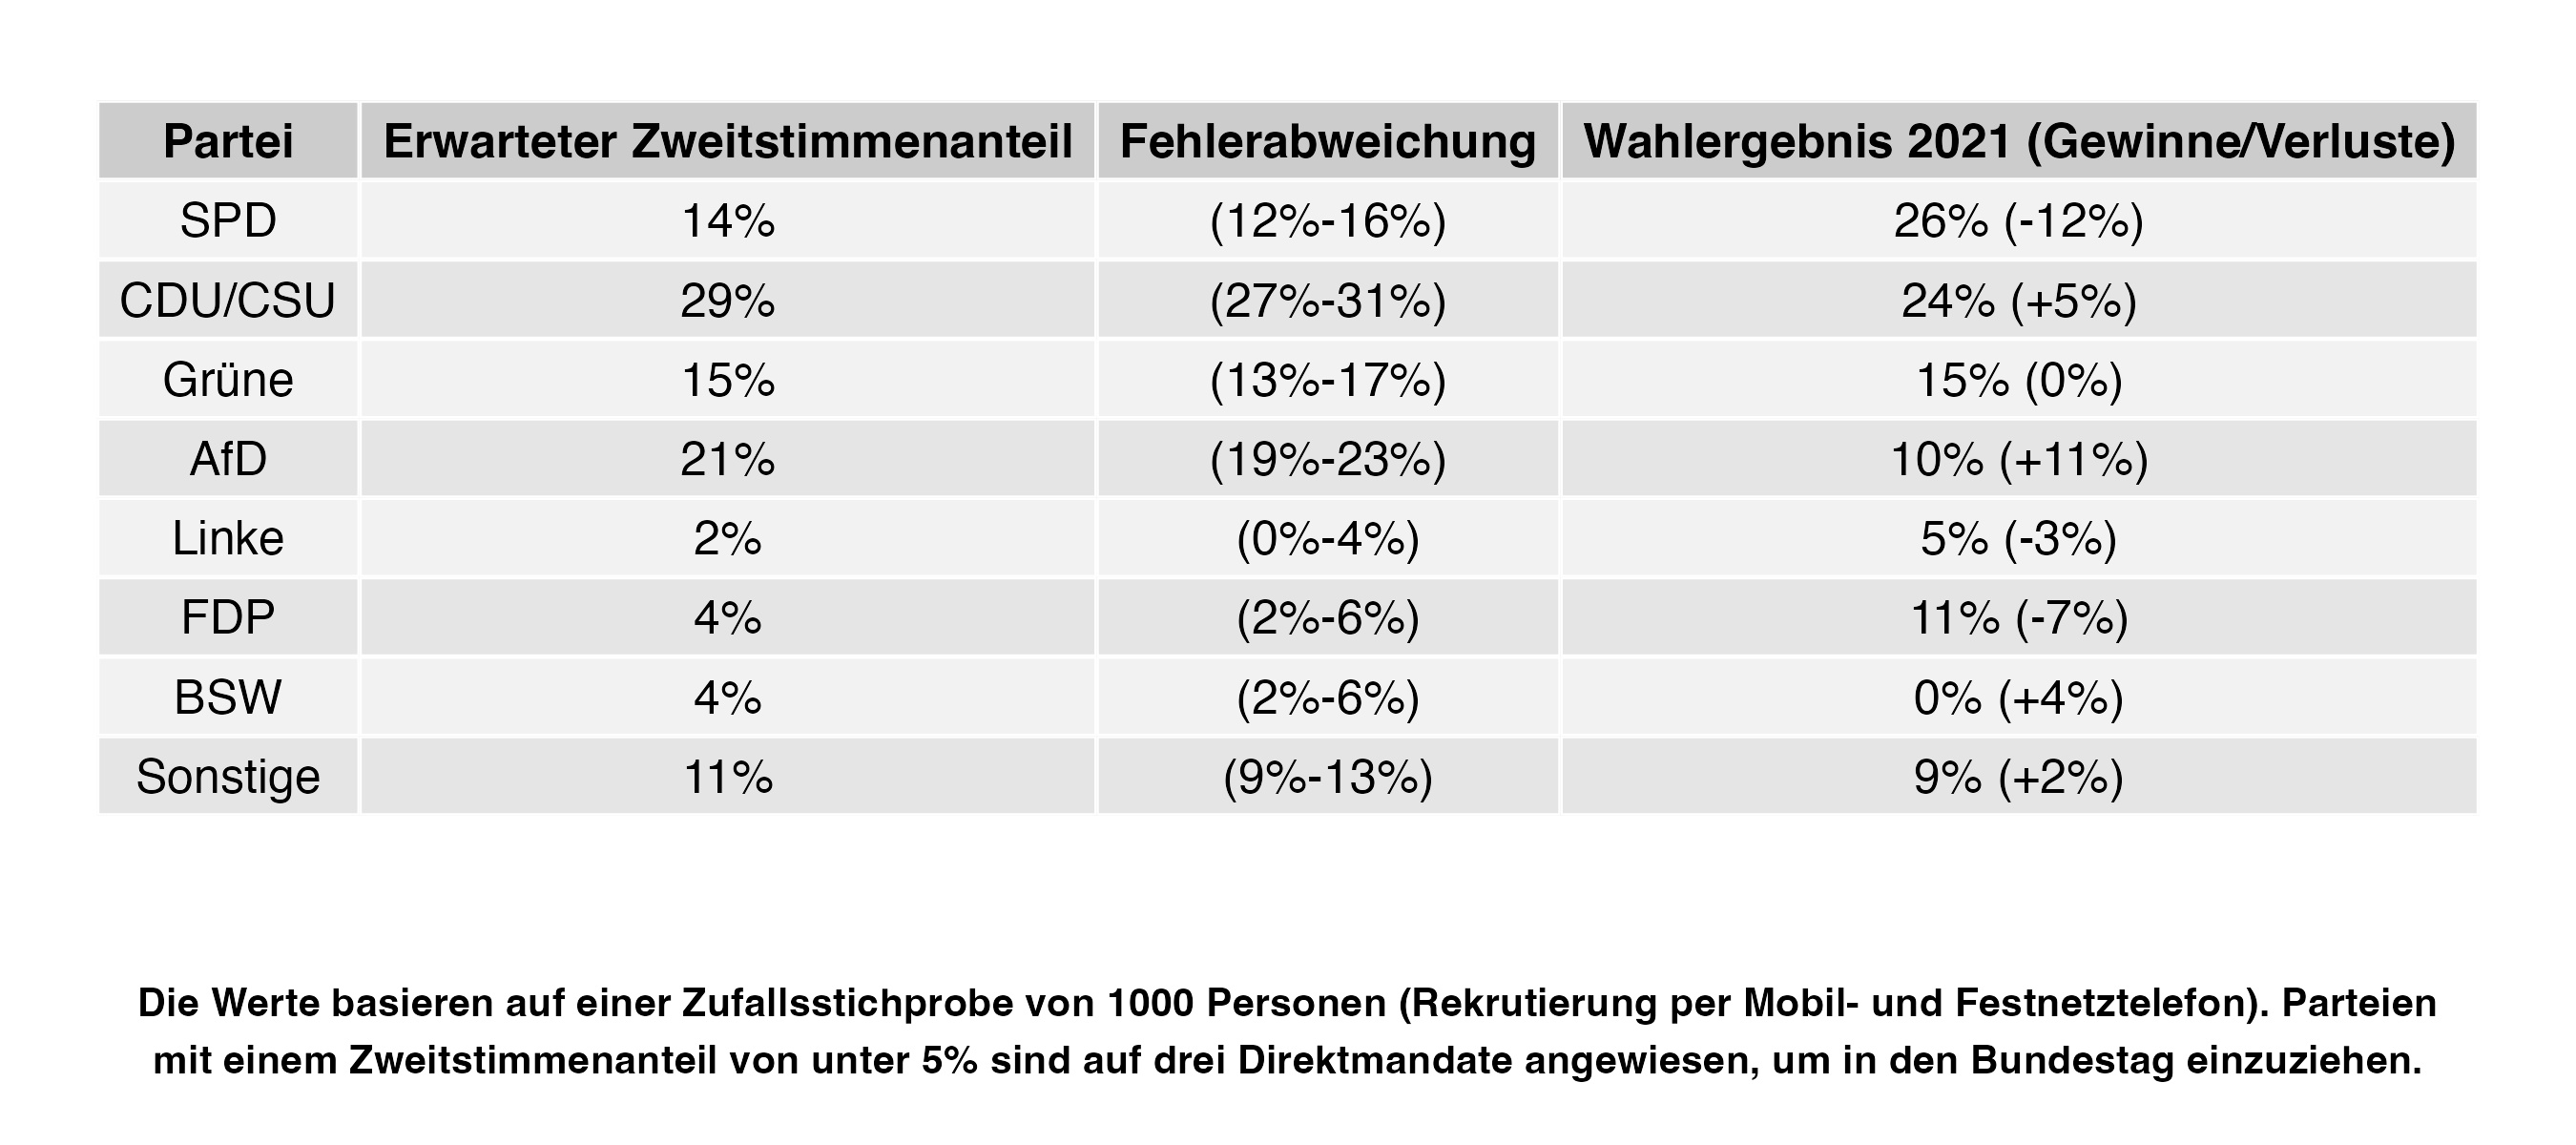 Partei Erwarteter Zweitstimmenanteil Fehlerabweichung Wahlergebnis 2021 (Gewinne/Verluste)
SPD 14% (12%-16%) 26% (-12%)
CDU/CSU 29% (27%-31%) 24% (+5%)
Grüne 15% (13%-17%) 15% (0%)
AfD 21% (19%-23%) 10% (+11%)
Linke 2% (0%-4%) 5% (-3%)
FDP 4% (2%-6%) 11% (-7%)
BSW 4% (2%-6%) 0% (+4%)
Sonstige 11% (9%-13%) 9% (+2%)
Die Werte basieren auf einer Zufallsstichprobe von 1000 Personen (Rekrutierung per Mobil- und Festnetztelefon). Parteien
mit einem Zweitstimmenanteil von unter 5% sind auf drei Direktmandate angewiesen, um in den Bundestag einzuziehen.